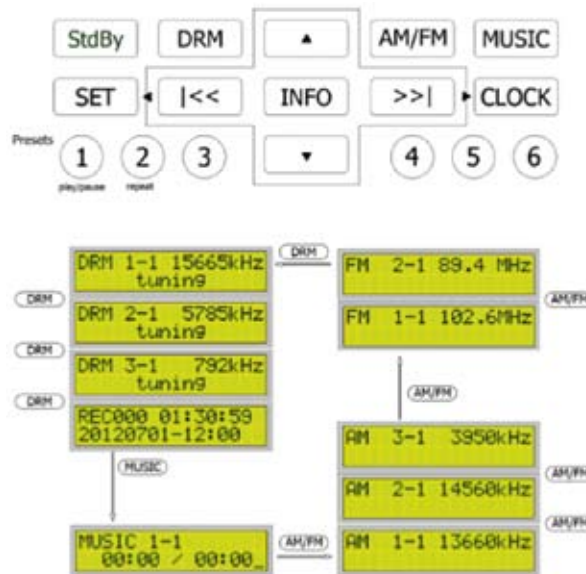 StdBy DRM ▲ AM/FM MUSIC
SET ◄ |<< INFO >>| ► CLOCK
Presets
1 2 3 ▼ 4 5 6
play/pause repeat
DRM 1-1 15665kHz
tuning
DRM
FM 2-1 89.4 MHz
DRM
AM/FM
DRM 2-1 5785kHz
tuning
FM 1-1 102.6MHz
DRM
DRM 3-1 792kHz
tuning
DRM
AM/FM
REC000 01:30:59
20120701-12:00
AM 3-1 3950kHz
MUSIC
AM/FM
AM 2-1 14560kHz
AM/FM
MUSIC 1-1
00:00 / 00:00_
AM/FM
AM 1-1 13660kHz